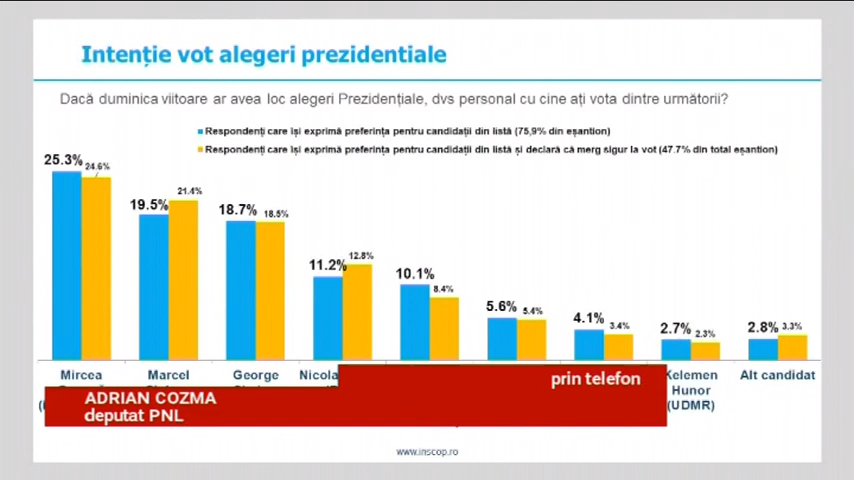 Intenție vot alegeri prezidentiale
Dacă duminica viitoare ar avea loc alegeri Prezidențiale, dvs personal cu cine ați vota dintre următorii?
Respondenți care își exprimă preferința pentru candidații din listă (75,9% din eșantion)
Respondenți care își exprimă preferința pentru candidații din listă și declară că merg sigur la vot (47.7% din total eșantion)
25.3% 24.6%
19.5% 21.4%
18.7% 18.5%
11.2% 12.8%
10.1% 8.4%
5.6% 5.4%
4.1% 3.4%
2.7% 2.3%
2.8% 3.3%
Mircea
Marcel
George
Kelemen
Hunor
(UDMR)
Alt candidat
prin telefon
ADRIAN COZMA
deputat PNL
www.inscop.ro